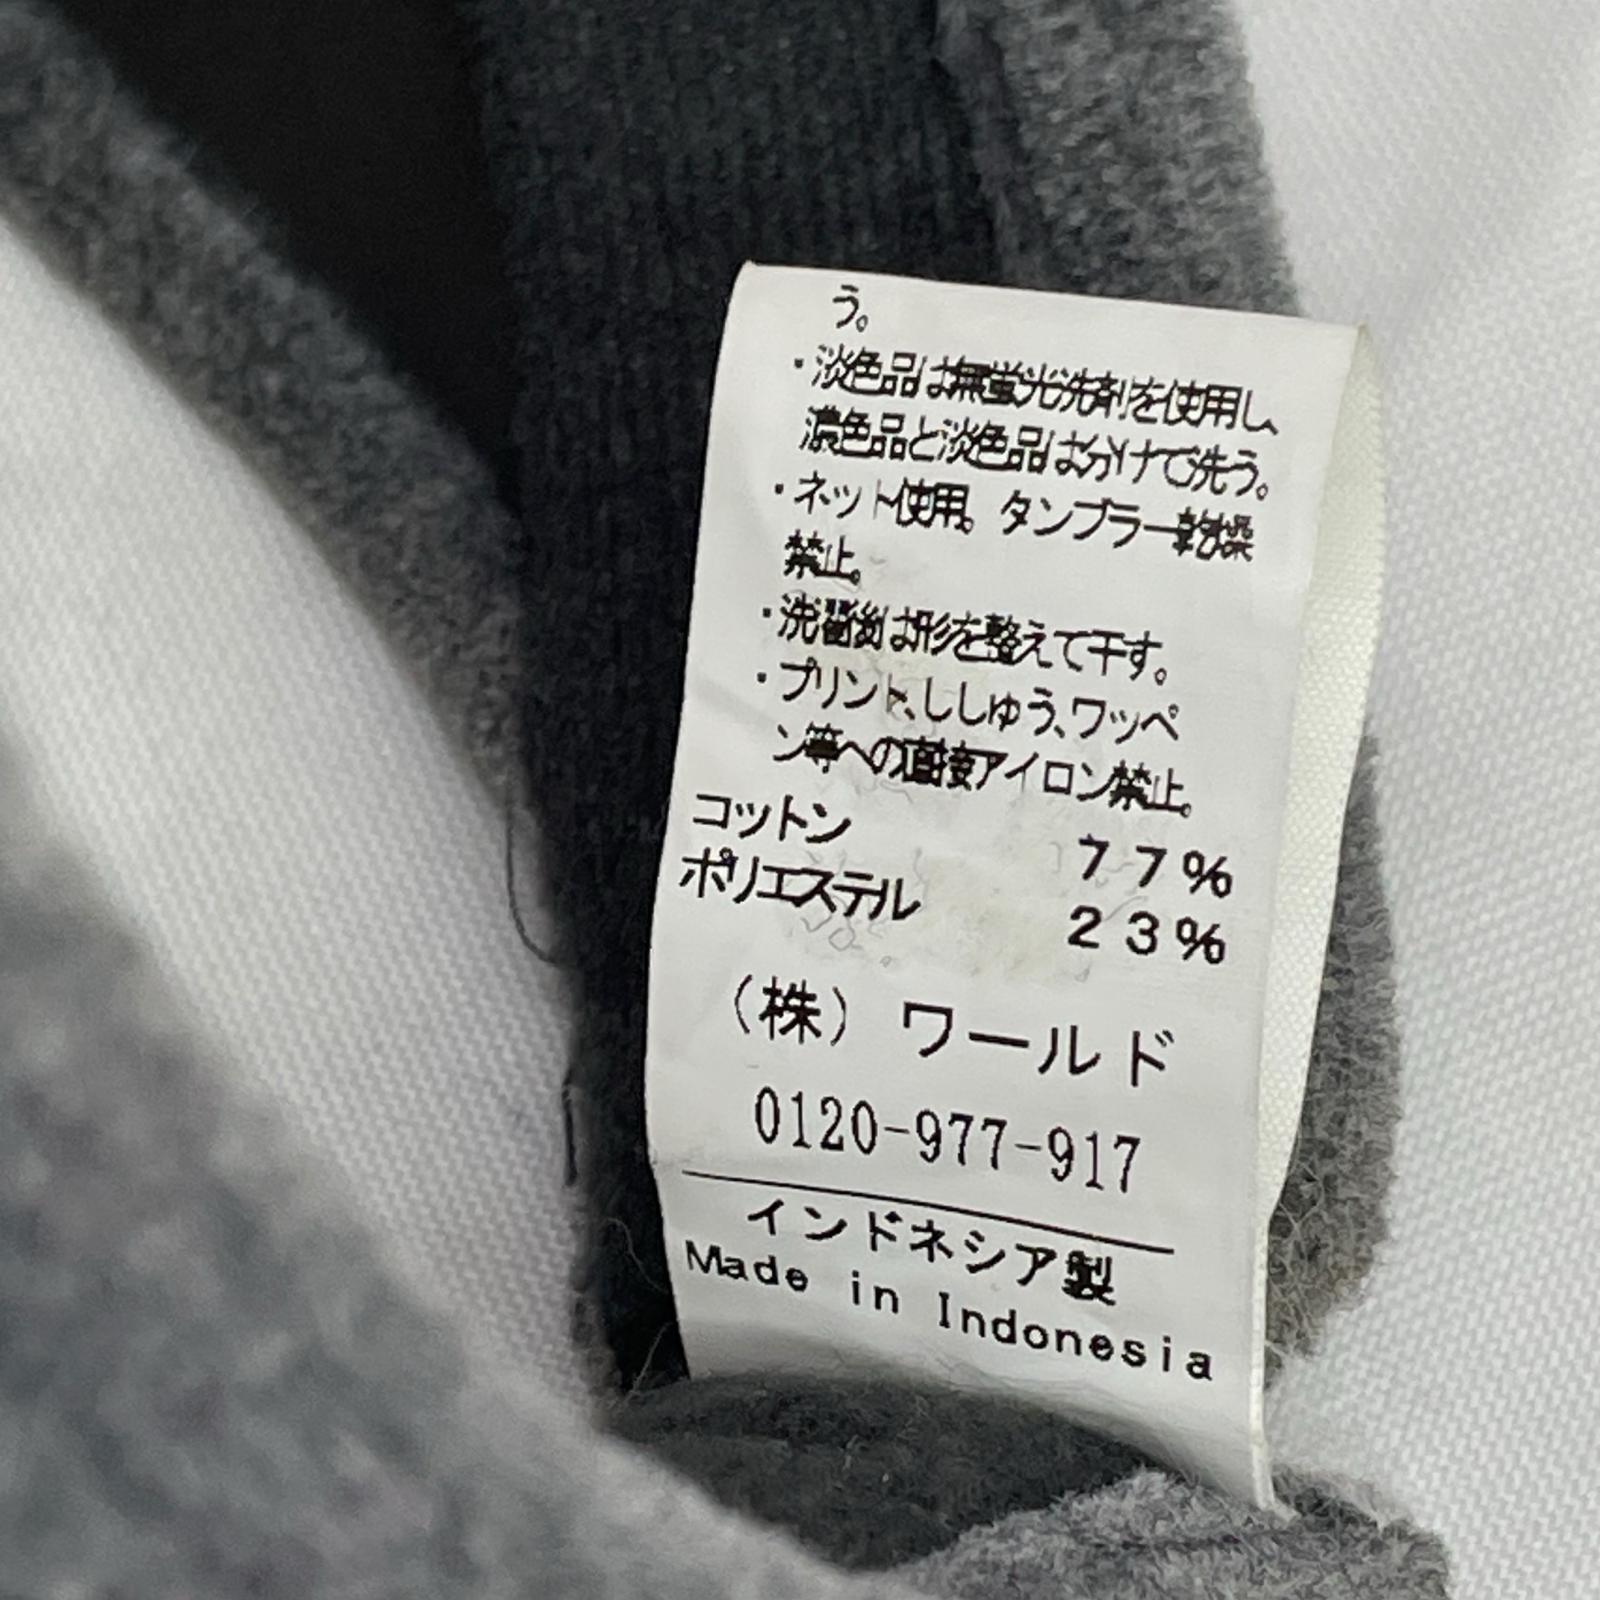 う。
・淡色品は無蛍光洗剤を使用し、
濃色品と淡色品は分けて洗う。
・ネット使用。タンブラー乾燥
禁止。
・洗濯後は形を整えて干す。
・プリント、ししゅう、ワッペ
ン等への直接アイロン禁止。
コットン 77%
ポリエステル 23%
(株) ワールド
0120-977-917
インドネシア製
Made in Indonesia